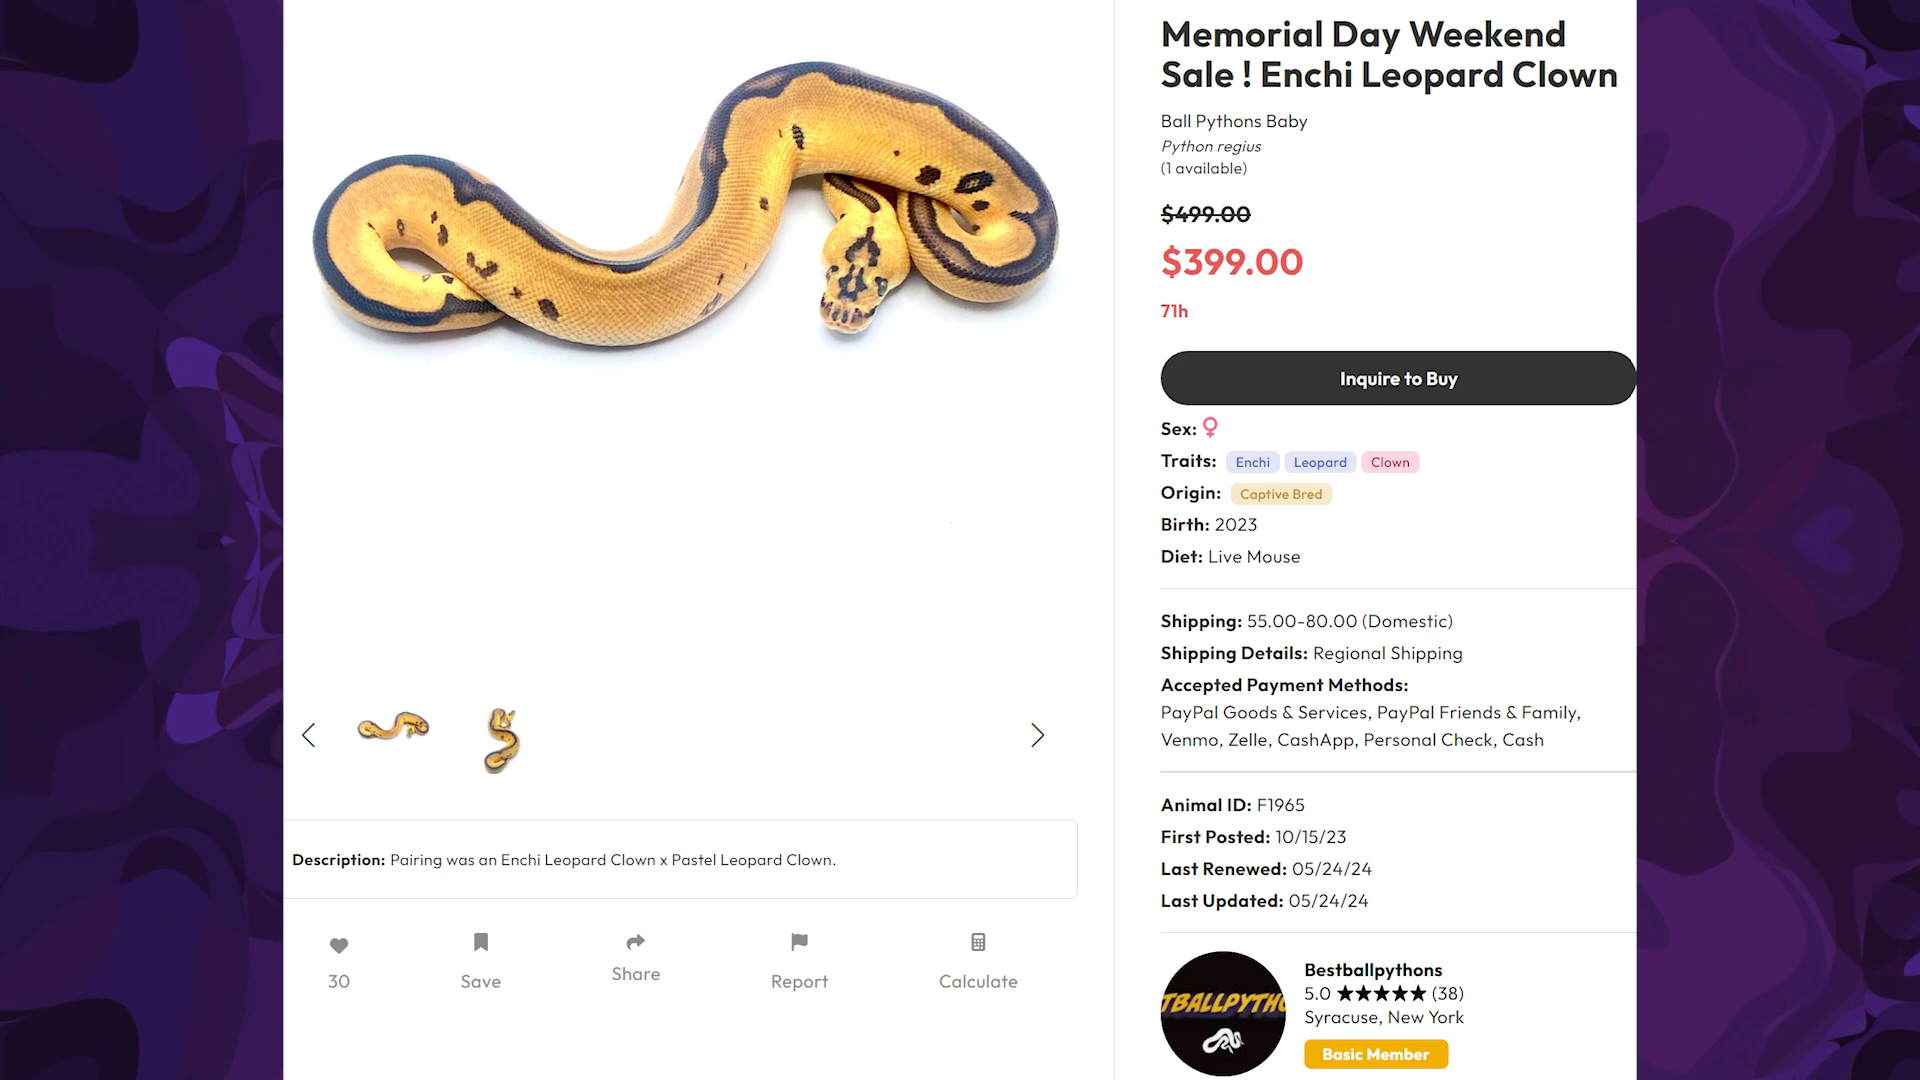 Memorial Day Weekend
Sale ! Enchi Leopard Clown
Ball Pythons Baby
Python regius
(1 available)
$499.00
$399.00
71h
Inquire to Buy
Sex: ♀
Traits: Enchi Leopard Clown
Origin: Captive Bred
Birth: 2023
Diet: Live Mouse
Shipping: 55.00-80.00 (Domestic)
Shipping Details: Regional Shipping
Accepted Payment Methods:
PayPal Goods & Services, PayPal Friends & Family,
Venmo, Zelle, CashApp, Personal Check, Cash
Description: Pairing was an Enchi Leopard Clown x Pastel Leopard Clown.
30
Save
Share
Report
Calculate
Animal ID: F1965
First Posted: 10/15/23
Last Renewed: 05/24/24
Last Updated: 05/24/24
TBALLPYTHO
Bestballpythons
5.0 ★★★★★ (38)
Syracuse, New York
Basic Member